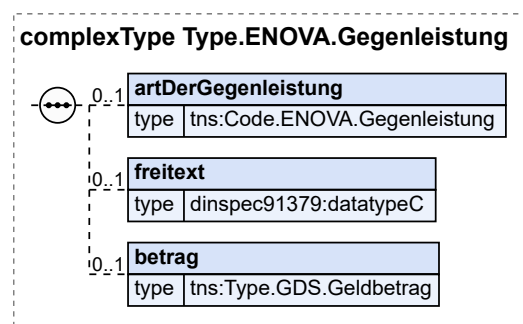 complexType Type.ENOVA.Gegenleistung
0..1 artDerGegenleistung
type tns:Code.ENOVA.Gegenleistung
0..1 freitext
type dinspec91379:datatypeC
0..1 betrag
type tns:Type.GDS.Geldbetrag